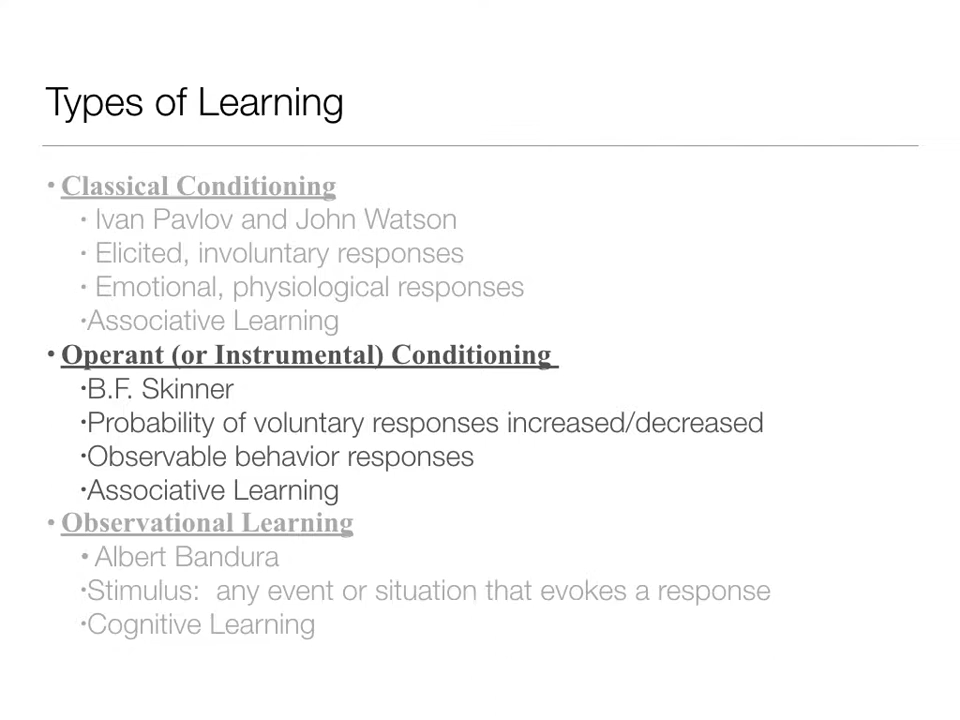 Types of Learning
• Classical Conditioning
• Ivan Pavlov and John Watson
• Elicited, involuntary responses
• Emotional, physiological responses
•Associative Learning
• Operant (or Instrumental) Conditioning
•B.F. Skinner
•Probability of voluntary responses increased/decreased
•Observable behavior responses
•Associative Learning
• Observational Learning
• Albert Bandura
•Stimulus:  any event or situation that evokes a response
•Cognitive Learning